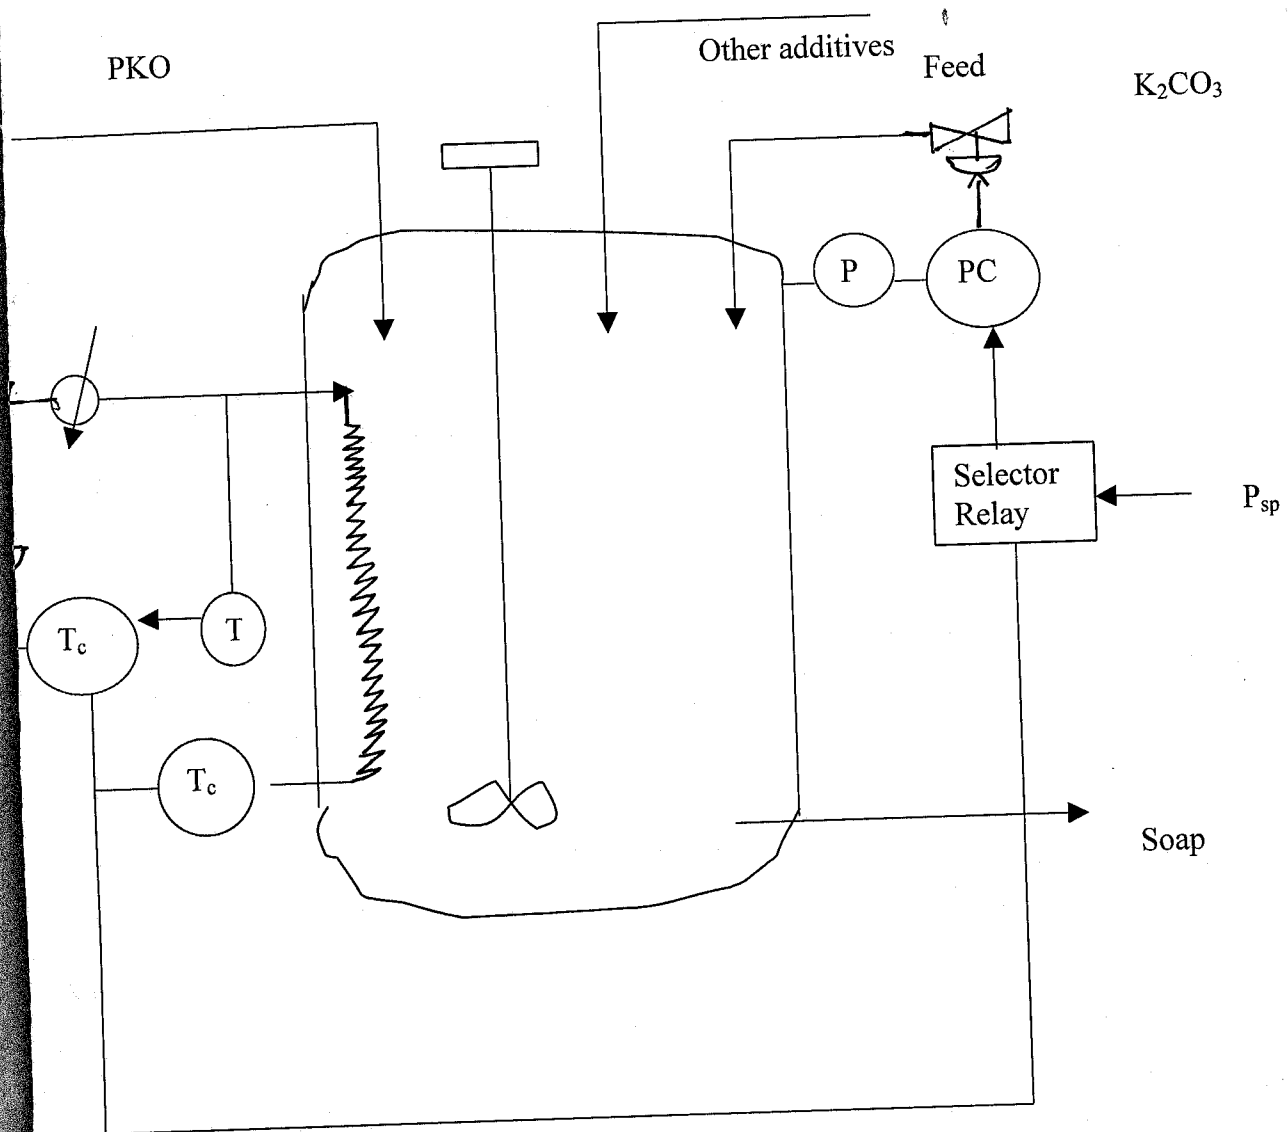 PKO
Other additives
Feed
K₂CO₃
P
PC
Selector
Relay
Psp
T
Tc
Tc
Soap